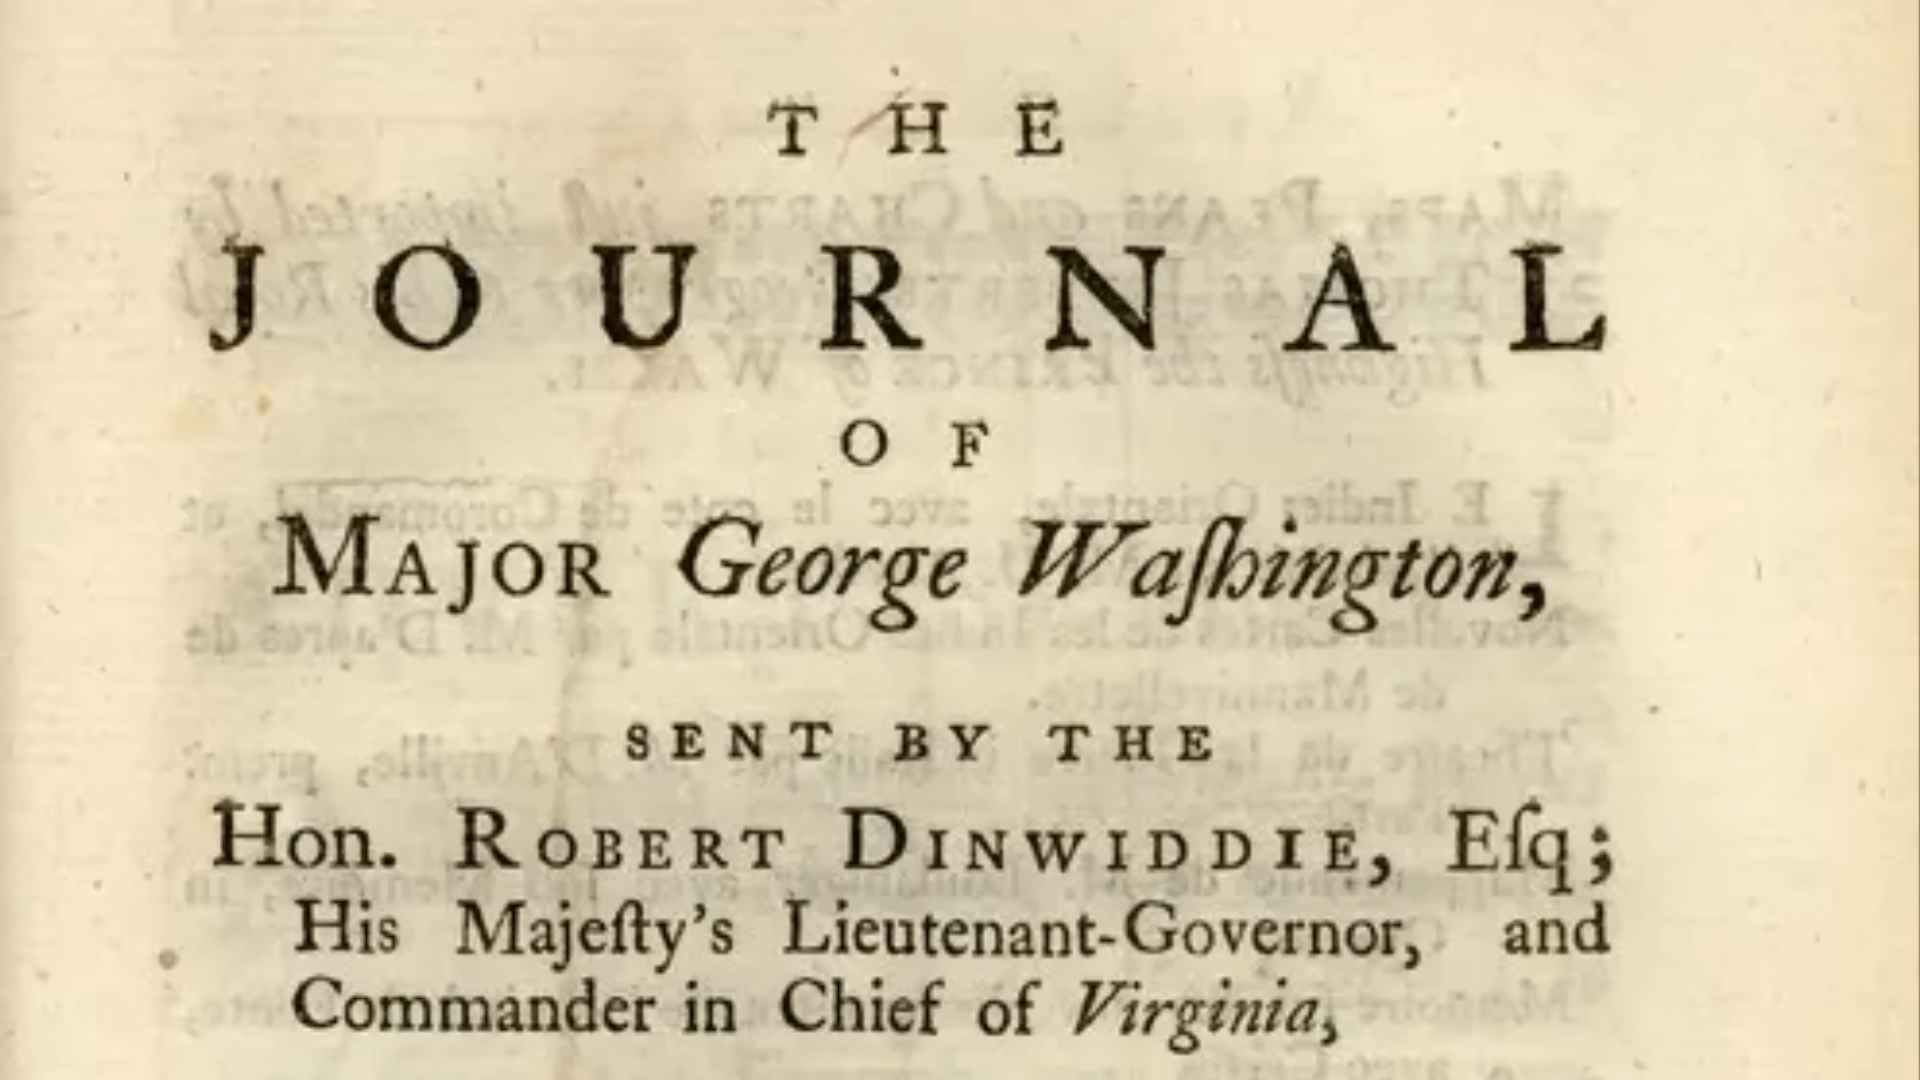 THE
JOURNAL
OF
MAJOR George Waſhington,
SENT BY THE
Hon. ROBERT DINWIDDIE, Eſq;
His Majeſty's Lieutenant-Governor, and
Commander in Chief of Virginia,